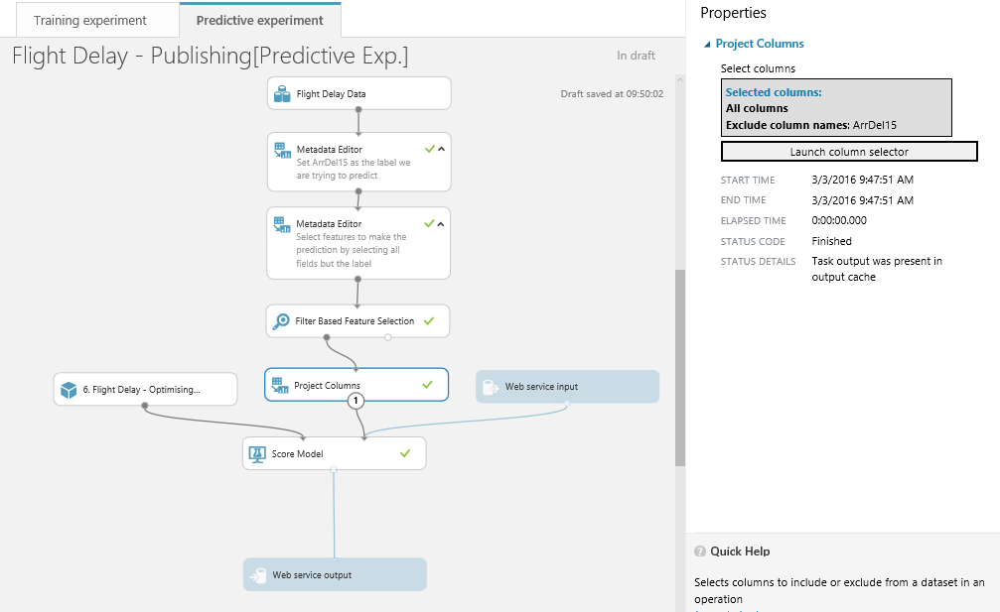 Training experiment
Predictive experiment
Flight Delay - Publishing[Predictive Exp.]
In draft
Draft saved at 09:50:02
Flight Delay Data
Metadata Editor
Set ArrDel15 as the label we
are trying to predict
Metadata Editor
Select features to make the
prediction by selecting all
fields but the label
Filter Based Feature Selection
6. Flight Delay - Optimising...
Project Columns
Web service input
1
Score Model
Web service output
Properties
Project Columns
Select columns
Selected columns:
All columns
Exclude column names: ArrDel15
Launch column selector
START TIME 3/3/2016 9:47:51 AM
END TIME 3/3/2016 9:47:51 AM
ELAPSED TIME 0:00:00.000
STATUS CODE Finished
STATUS DETAILS Task output was present in
output cache
? Quick Help
Selects columns to include or exclude from a dataset in an
operation